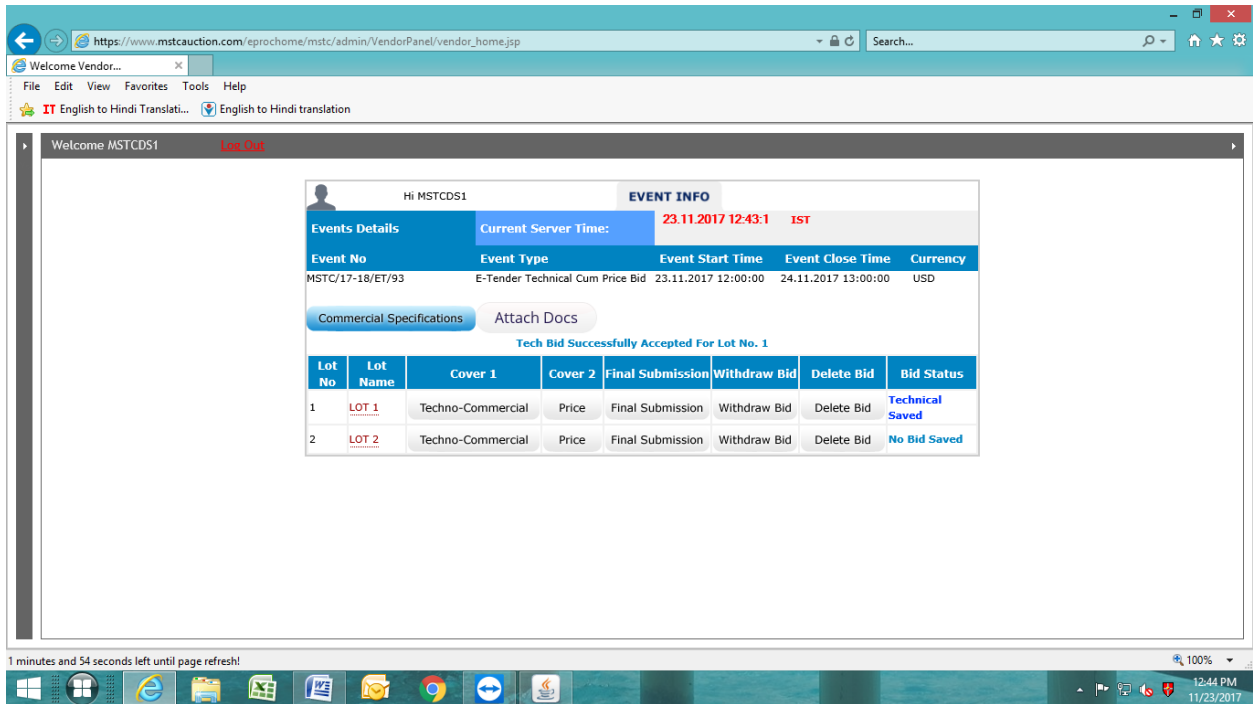 https://www.mstcauction.com/eprochome/mstc/admin/VendorPanel/vendor_home.jsp
Search...
Welcome Vendor...
File Edit View Favorites Tools Help
IT English to Hindi Translati... English to Hindi translation
Welcome MSTCDS1 Log Out
Hi MSTCDS1 EVENT INFO
Events Details Current Server Time: 23.11.2017 12:43:1 IST
Event No Event Type Event Start Time Event Close Time Currency
MSTC/17-18/ET/93 E-Tender Technical Cum Price Bid 23.11.2017 12:00:00 24.11.2017 13:00:00 USD
Commercial Specifications Attach Docs
Tech Bid Successfully Accepted For Lot No. 1
Lot No Lot Name Cover 1 Cover 2 Final Submission Withdraw Bid Delete Bid Bid Status
1 LOT 1 Techno-Commercial Price Final Submission Withdraw Bid Delete Bid Technical Saved
2 LOT 2 Techno-Commercial Price Final Submission Withdraw Bid Delete Bid No Bid Saved
1 minutes and 54 seconds left until page refresh!
100%
12:44 PM
11/23/2017